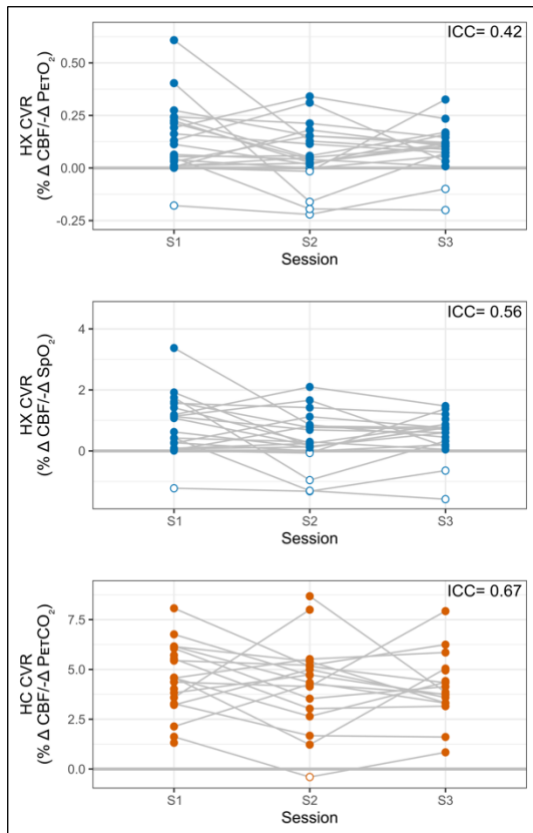 ICC= 0.42
HX CVR
(% Δ CBF/-Δ PᴇᴛO₂)
0.50
0.25
0.00
-0.25
S1 S2 S3
Session
ICC= 0.56
HX CVR
(% Δ CBF/-Δ SpO₂)
4
2
0
S1 S2 S3
Session
ICC= 0.67
HC CVR
(% Δ CBF/-Δ PᴇᴛCO₂)
7.5
5.0
2.5
0.0
S1 S2 S3
Session